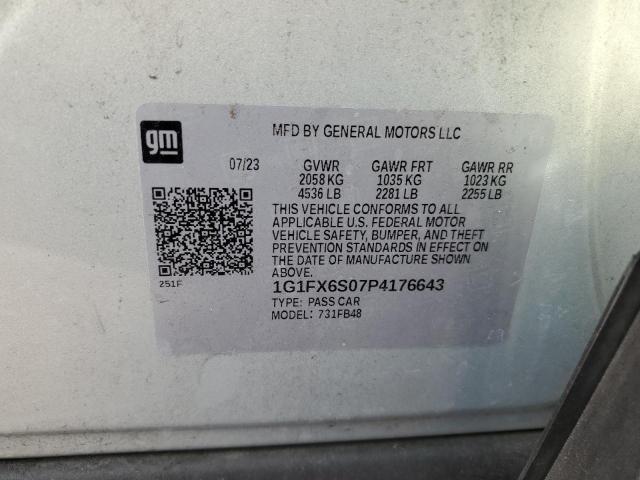 gm
MFD BY GENERAL MOTORS LLC
07/23 GVWR GAWR FRT GAWR RR
2058 KG 1035 KG 1023 KG
4536 LB 2281 LB 2255 LB
THIS VEHICLE CONFORMS TO ALL
APPLICABLE U.S. FEDERAL MOTOR
VEHICLE SAFETY, BUMPER, AND THEFT
PREVENTION STANDARDS IN EFFECT ON
THE DATE OF MANUFACTURE SHOWN
ABOVE.
251F
1G1FX6S07P4176643
TYPE: PASS CAR
MODEL: 731FB48